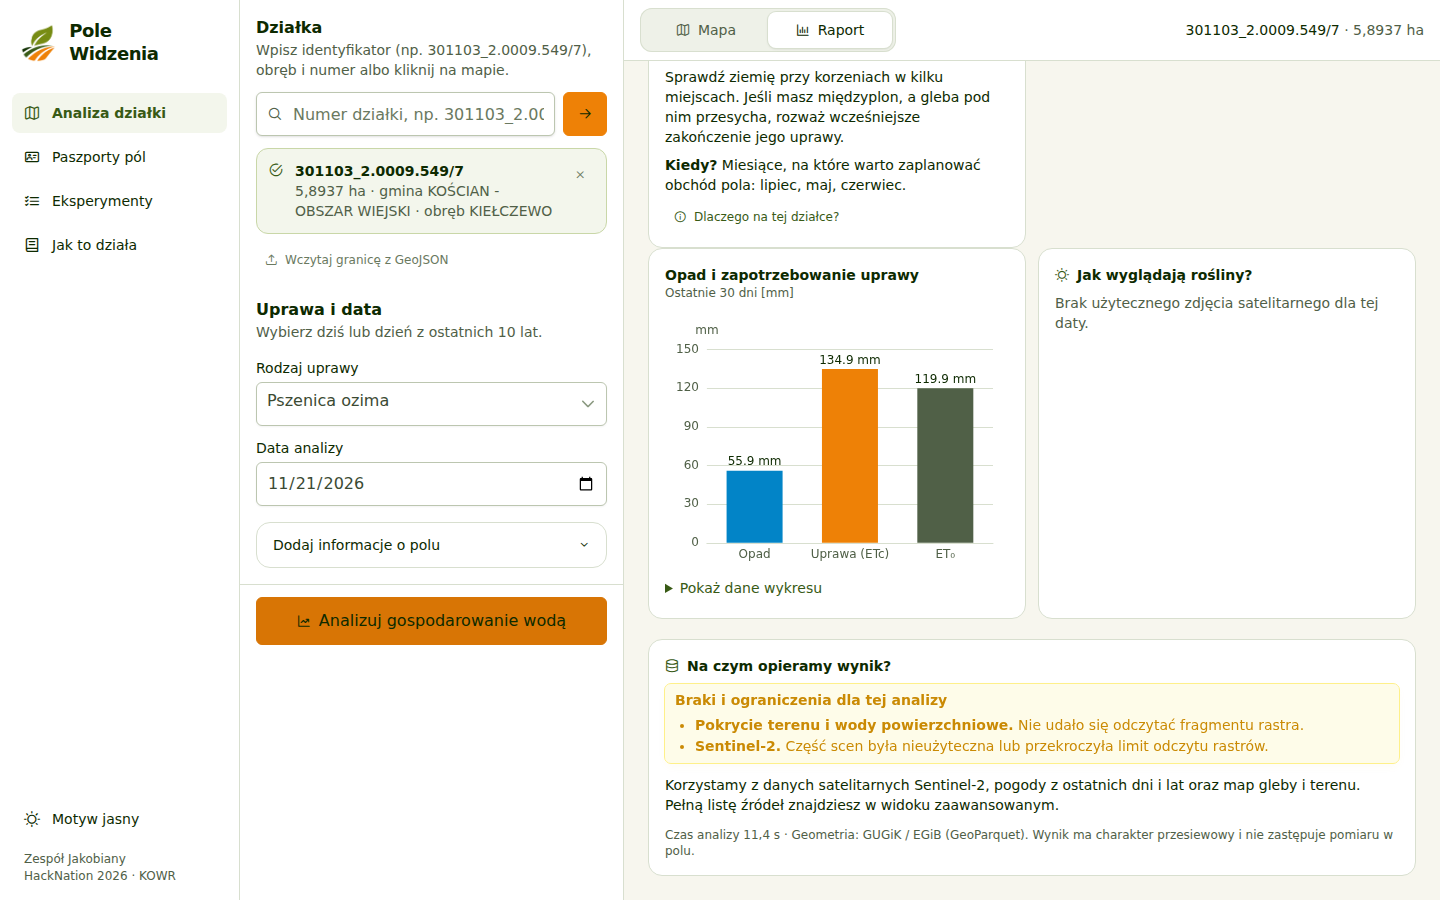 Pole
Widzenia
Analiza działki
Paszporty pól
Eksperymenty
Jak to działa
Motyw jasny
Zespół Jakobiany
HackNation 2026 · KOWR
Działka
Wpisz identyfikator (np. 301103_2.0009.549/7),
obręb i numer albo kliknij na mapie.
Numer działki, np. 301103_2.00
301103_2.0009.549/7
5,8937 ha · gmina KOŚCIAN -
OBSZAR WIEJSKI · obręb KIEŁCZEWO
Wczytaj granicę z GeoJSON
Uprawa i data
Wybierz dziś lub dzień z ostatnich 10 lat.
Rodzaj uprawy
Pszenica ozima
Data analizy
11/21/2026
Dodaj informacje o polu
Analizuj gospodarowanie wodą
Mapa
Raport
301103_2.0009.549/7 · 5,8937 ha
Sprawdź ziemię przy korzeniach w kilku
miejscach. Jeśli masz międzyplon, a gleba pod
nim przesycha, rozważ wcześniejsze
zakończenie jego uprawy.
Kiedy? Miesiące, na które warto zaplanować
obchód pola: lipiec, maj, czerwiec.
Dlaczego na tej działce?
Opad i zapotrzebowanie uprawy
Ostatnie 30 dni [mm]
mm
150
120
90
60
30
0
55.9 mm
134.9 mm
119.9 mm
Opad
Uprawa (ETc)
ET₀
Pokaż dane wykresu
Jak wyglądają rośliny?
Brak użytecznego zdjęcia satelitarnego dla tej
daty.
Na czym opieramy wynik?
Braki i ograniczenia dla tej analizy
• Pokrycie terenu i wody powierzchniowe. Nie udało się odczytać fragmentu rastra.
• Sentinel-2. Część scen była nieużyteczna lub przekroczyła limit odczytu rastrów.
Korzystamy z danych satelitarnych Sentinel-2, pogody z ostatnich dni i lat oraz map gleby i terenu.
Pełną listę źródeł znajdziesz w widoku zaawansowanym.
Czas analizy 11,4 s · Geometria: GUGiK / EGiB (GeoParquet). Wynik ma charakter przesiewowy i nie zastępuje pomiaru w
polu.